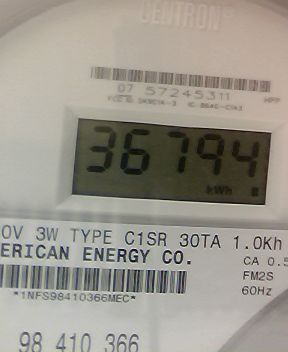 CENTRON®
07 57245311
36794
kWh
0V 3W TYPE C1SR 30TA 1.0Kh
ERICAN ENERGY CO.
CA 0.5
FM2S
*1NFS98410366MEC*
60Hz
98 410 366